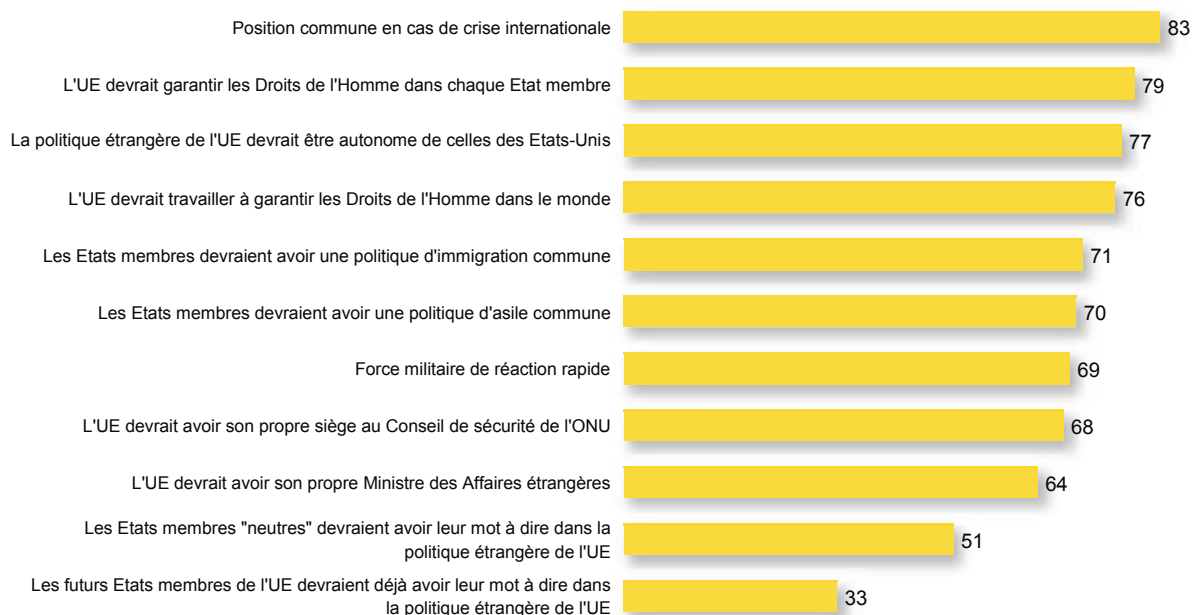 Position commune en cas de crise internationale 83
L'UE devrait garantir les Droits de l'Homme dans chaque Etat membre 79
La politique étrangère de l'UE devrait être autonome de celles des Etats-Unis 77
L'UE devrait travailler à garantir les Droits de l'Homme dans le monde 76
Les Etats membres devraient avoir une politique d'immigration commune 71
Les Etats membres devraient avoir une politique d'asile commune 70
Force militaire de réaction rapide 69
L'UE devrait avoir son propre siège au Conseil de sécurité de l'ONU 68
L'UE devrait avoir son propre Ministre des Affaires étrangères 64
Les Etats membres "neutres" devraient avoir leur mot à dire dans la
politique étrangère de l'UE 51
Les futurs Etats membres de l'UE devraient déjà avoir leur mot à dire dans
la politique étrangère de l'UE 33